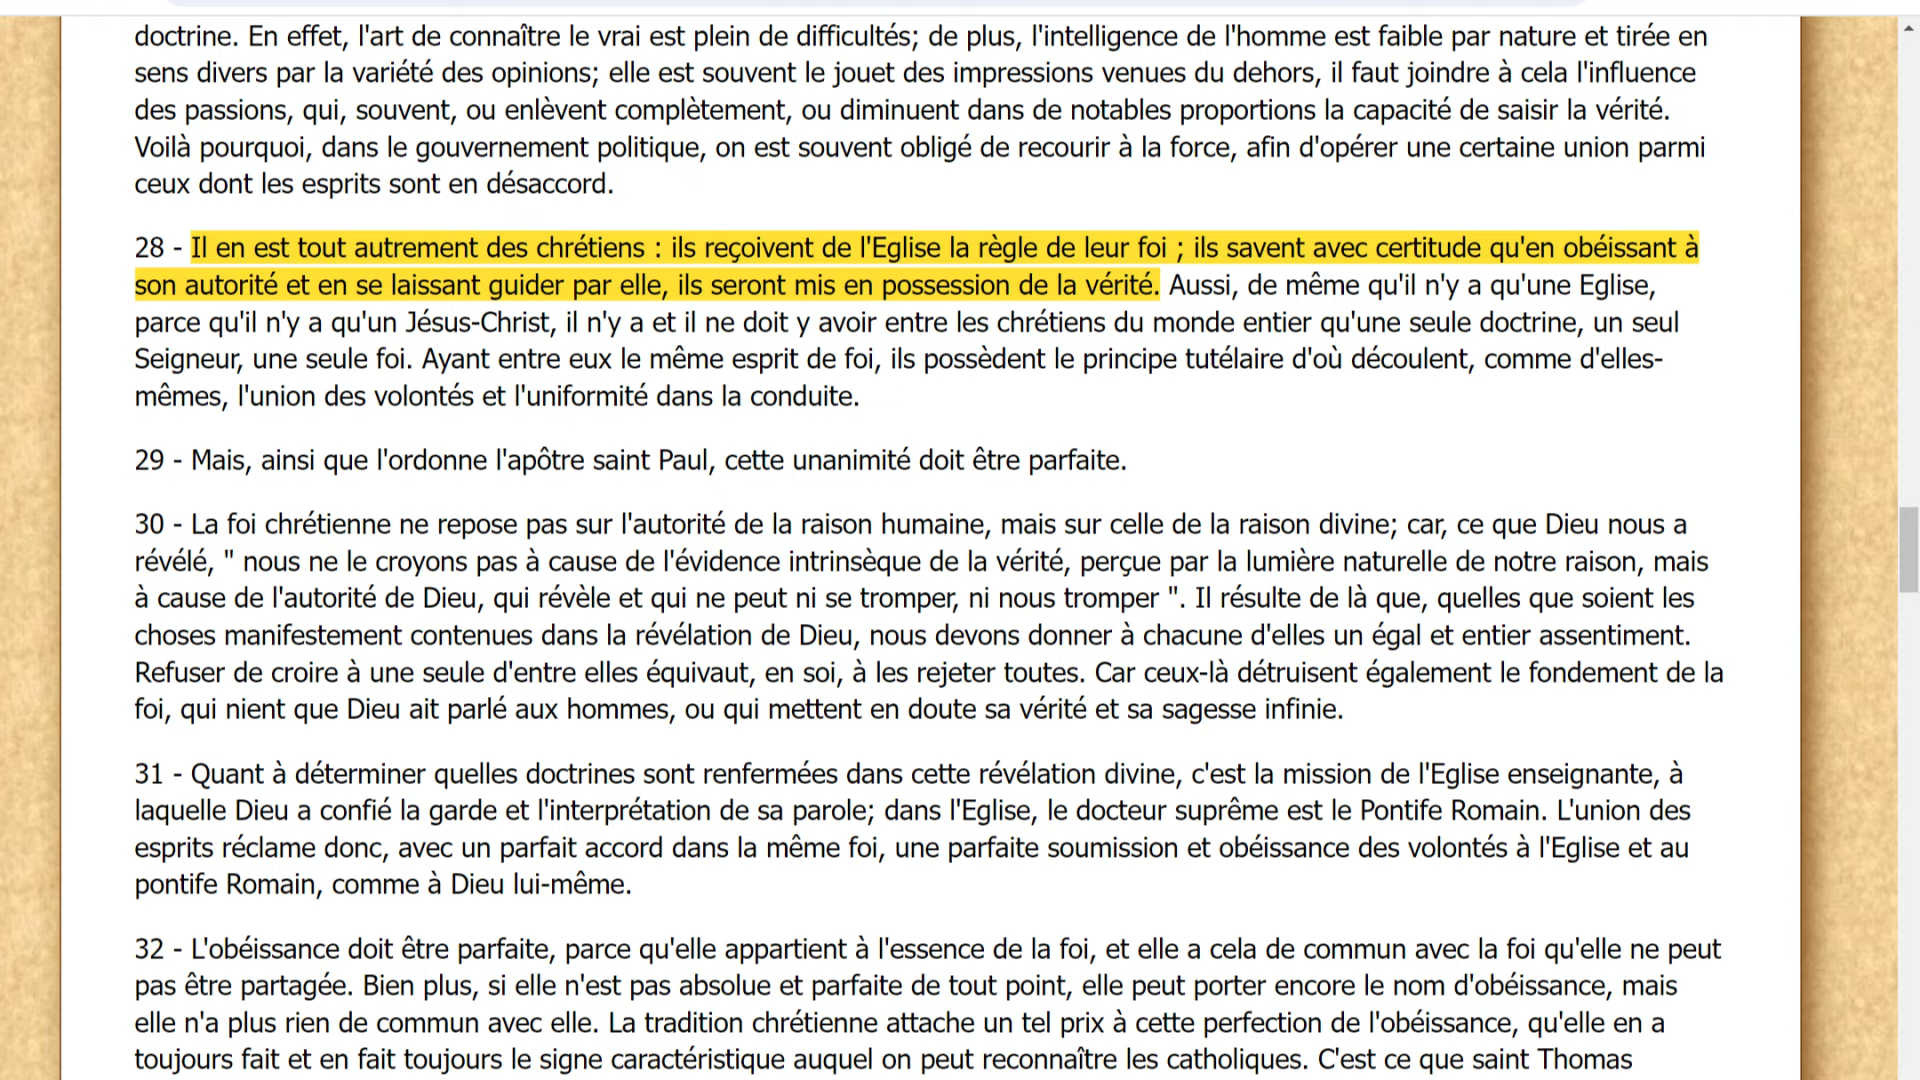 doctrine. En effet, l'art de connaître le vrai est plein de difficultés; de plus, l'intelligence de l'homme est faible par nature et tirée en
sens divers par la variété des opinions; elle est souvent le jouet des impressions venues du dehors, il faut joindre à cela l'influence
des passions, qui, souvent, ou enlèvent complètement, ou diminuent dans de notables proportions la capacité de saisir la vérité.
Voilà pourquoi, dans le gouvernement politique, on est souvent obligé de recourir à la force, afin d'opérer une certaine union parmi
ceux dont les esprits sont en désaccord.
28 - Il en est tout autrement des chrétiens : ils reçoivent de l'Eglise la règle de leur foi ; ils savent avec certitude qu'en obéissant à
son autorité et en se laissant guider par elle, ils seront mis en possession de la vérité. Aussi, de même qu'il n'y a qu'une Eglise,
parce qu'il n'y a qu'un Jésus-Christ, il n'y a et il ne doit y avoir entre les chrétiens du monde entier qu'une seule doctrine, un seul
Seigneur, une seule foi. Ayant entre eux le même esprit de foi, ils possèdent le principe tutélaire d'où découlent, comme d'elles-
mêmes, l'union des volontés et l'uniformité dans la conduite.
29 - Mais, ainsi que l'ordonne l'apôtre saint Paul, cette unanimité doit être parfaite.
30 - La foi chrétienne ne repose pas sur l'autorité de la raison humaine, mais sur celle de la raison divine; car, ce que Dieu nous a
révélé, " nous ne le croyons pas à cause de l'évidence intrinsèque de la vérité, perçue par la lumière naturelle de notre raison, mais
à cause de l'autorité de Dieu, qui révèle et qui ne peut ni se tromper, ni nous tromper ". Il résulte de là que, quelles que soient les
choses manifestement contenues dans la révélation de Dieu, nous devons donner à chacune d'elles un égal et entier assentiment.
Refuser de croire à une seule d'entre elles équivaut, en soi, à les rejeter toutes. Car ceux-là détruisent également le fondement de la
foi, qui nient que Dieu ait parlé aux hommes, ou qui mettent en doute sa vérité et sa sagesse infinie.
31 - Quant à déterminer quelles doctrines sont renfermées dans cette révélation divine, c'est la mission de l'Eglise enseignante, à
laquelle Dieu a confié la garde et l'interprétation de sa parole; dans l'Eglise, le docteur suprême est le Pontife Romain. L'union des
esprits réclame donc, avec un parfait accord dans la même foi, une parfaite soumission et obéissance des volontés à l'Eglise et au
pontife Romain, comme à Dieu lui-même.
32 - L'obéissance doit être parfaite, parce qu'elle appartient à l'essence de la foi, et elle a cela de commun avec la foi qu'elle ne peut
pas être partagée. Bien plus, si elle n'est pas absolue et parfaite de tout point, elle peut porter encore le nom d'obéissance, mais
elle n'a plus rien de commun avec elle. La tradition chrétienne attache un tel prix à cette perfection de l'obéissance, qu'elle en a
toujours fait et en fait toujours le signe caractéristique auquel on peut reconnaître les catholiques. C'est ce que saint Thomas